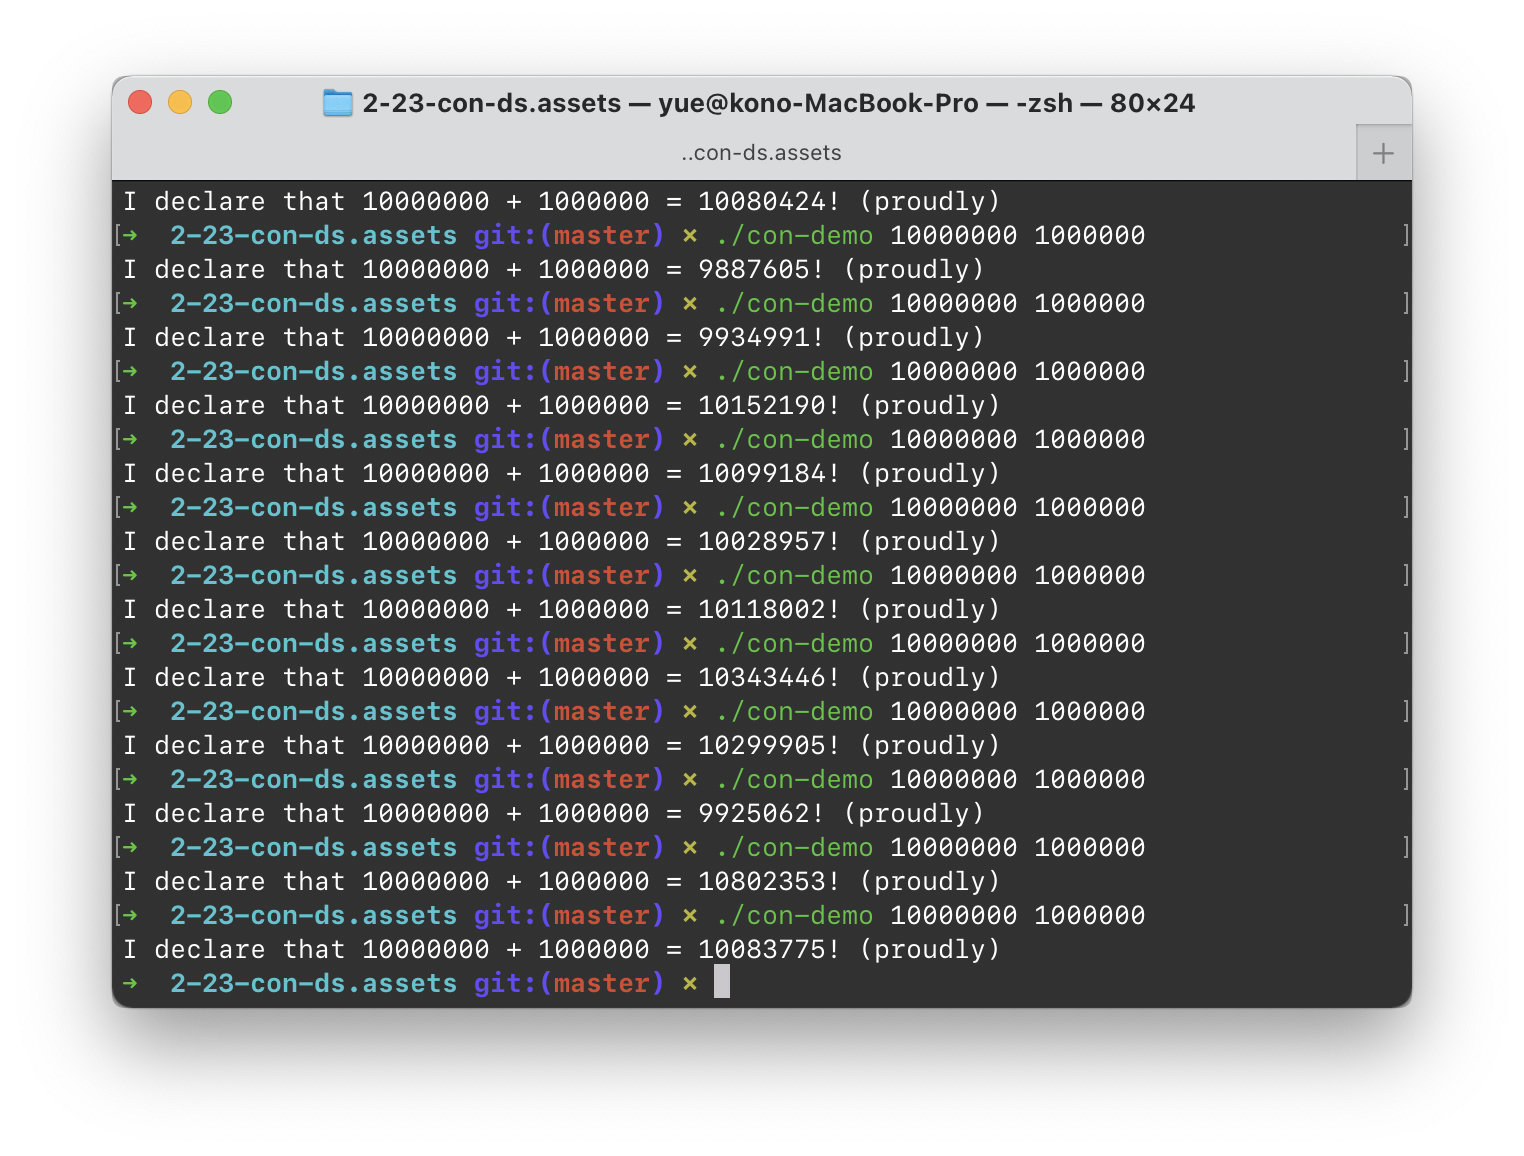 2-23-con-ds.assets — yue@kono-MacBook-Pro — -zsh — 80×24
..con-ds.assets
I declare that 10000000 + 1000000 = 10080424! (proudly)
[➜  2-23-con-ds.assets git:(master) × ./con-demo 10000000 1000000 ]
I declare that 10000000 + 1000000 = 9887605! (proudly)
[➜  2-23-con-ds.assets git:(master) × ./con-demo 10000000 1000000 ]
I declare that 10000000 + 1000000 = 9934991! (proudly)
[➜  2-23-con-ds.assets git:(master) × ./con-demo 10000000 1000000 ]
I declare that 10000000 + 1000000 = 10152190! (proudly)
[➜  2-23-con-ds.assets git:(master) × ./con-demo 10000000 1000000 ]
I declare that 10000000 + 1000000 = 10099184! (proudly)
[➜  2-23-con-ds.assets git:(master) × ./con-demo 10000000 1000000 ]
I declare that 10000000 + 1000000 = 10028957! (proudly)
[➜  2-23-con-ds.assets git:(master) × ./con-demo 10000000 1000000 ]
I declare that 10000000 + 1000000 = 10118002! (proudly)
[➜  2-23-con-ds.assets git:(master) × ./con-demo 10000000 1000000 ]
I declare that 10000000 + 1000000 = 10343446! (proudly)
[➜  2-23-con-ds.assets git:(master) × ./con-demo 10000000 1000000 ]
I declare that 10000000 + 1000000 = 10299905! (proudly)
[➜  2-23-con-ds.assets git:(master) × ./con-demo 10000000 1000000 ]
I declare that 10000000 + 1000000 = 9925062! (proudly)
[➜  2-23-con-ds.assets git:(master) × ./con-demo 10000000 1000000 ]
I declare that 10000000 + 1000000 = 10802353! (proudly)
[➜  2-23-con-ds.assets git:(master) × ./con-demo 10000000 1000000 ]
I declare that 10000000 + 1000000 = 10083775! (proudly)
➜  2-23-con-ds.assets git:(master) ×